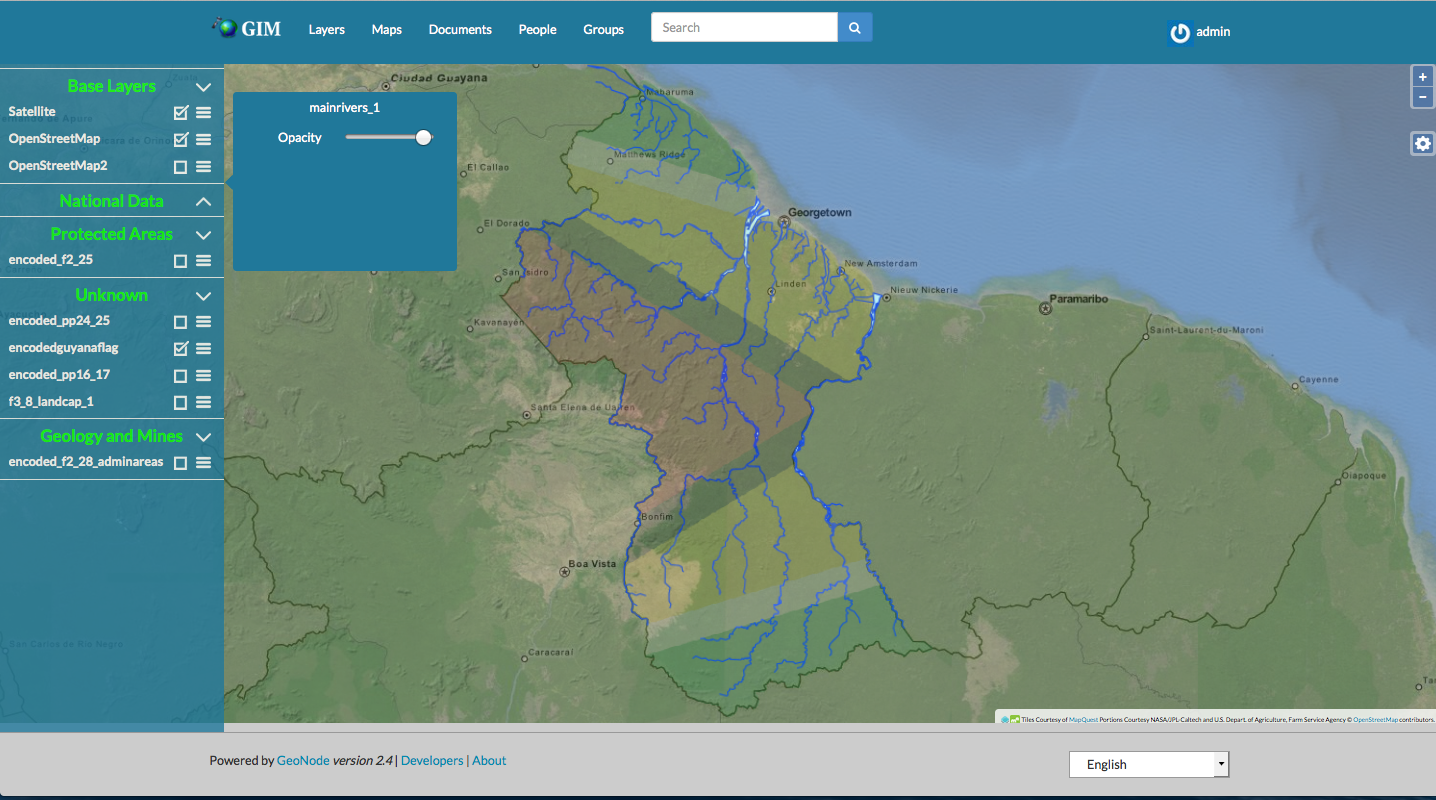 GIM Layers Maps Documents People Groups Search admin
Base Layers
Satellite
OpenStreetMap
OpenStreetMap2
National Data
Protected Areas
encoded_f2_25
Unknown
encoded_pp24_25
encodedguyanaflag
encoded_pp16_17
f3_8_landcap_1
Geology and Mines
encoded_f2_28_adminareas
mainrivers_1
Opacity
+
−
Ciudad Guayana
Mabaruma
Matthews Ridge
El Callao
Georgetown
El Dorado
New Amsterdam
San Isidro
Linden
Nieuw Nickerie
Paramaribo
Kavanayen
Saint-Laurent-du-Maroni
Cayenne
Santa Elena de Uairen
Oiapoque
Bonfim
Boa Vista
San Carlos de Rio Negro
Caracaraí
Tiles Courtesy of MapQuest Portions Courtesy NASA/JPL-Caltech and U.S. Depart. of Agriculture, Farm Service Agency © OpenStreetMap contributors.
Powered by GeoNode version 2.4 | Developers | About
English